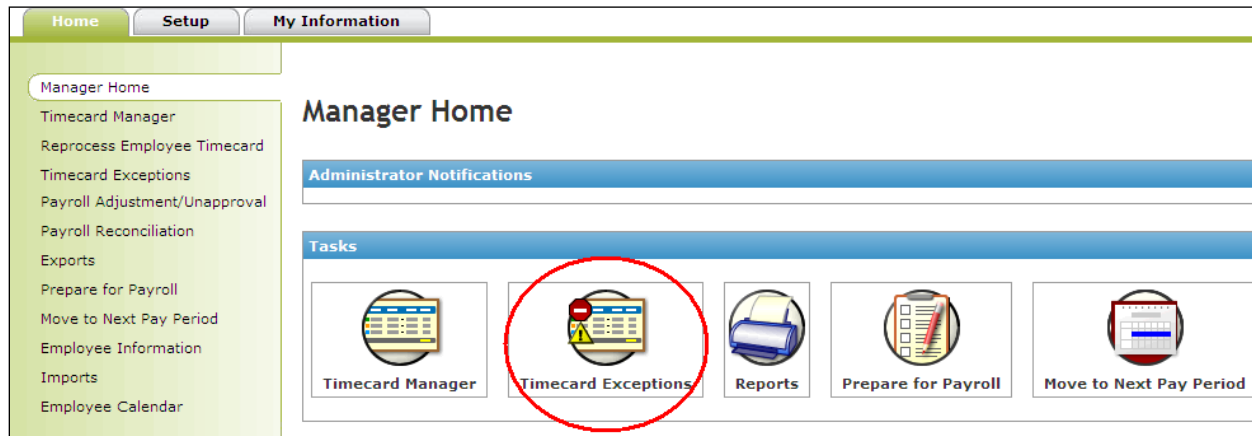 Home Setup My Information
Manager Home
Timecard Manager
Reprocess Employee Timecard
Timecard Exceptions
Payroll Adjustment/Unapproval
Payroll Reconciliation
Exports
Prepare for Payroll
Move to Next Pay Period
Employee Information
Imports
Employee Calendar
Manager Home
Administrator Notifications
Tasks
Timecard Manager Timecard Exceptions Reports Prepare for Payroll Move to Next Pay Period